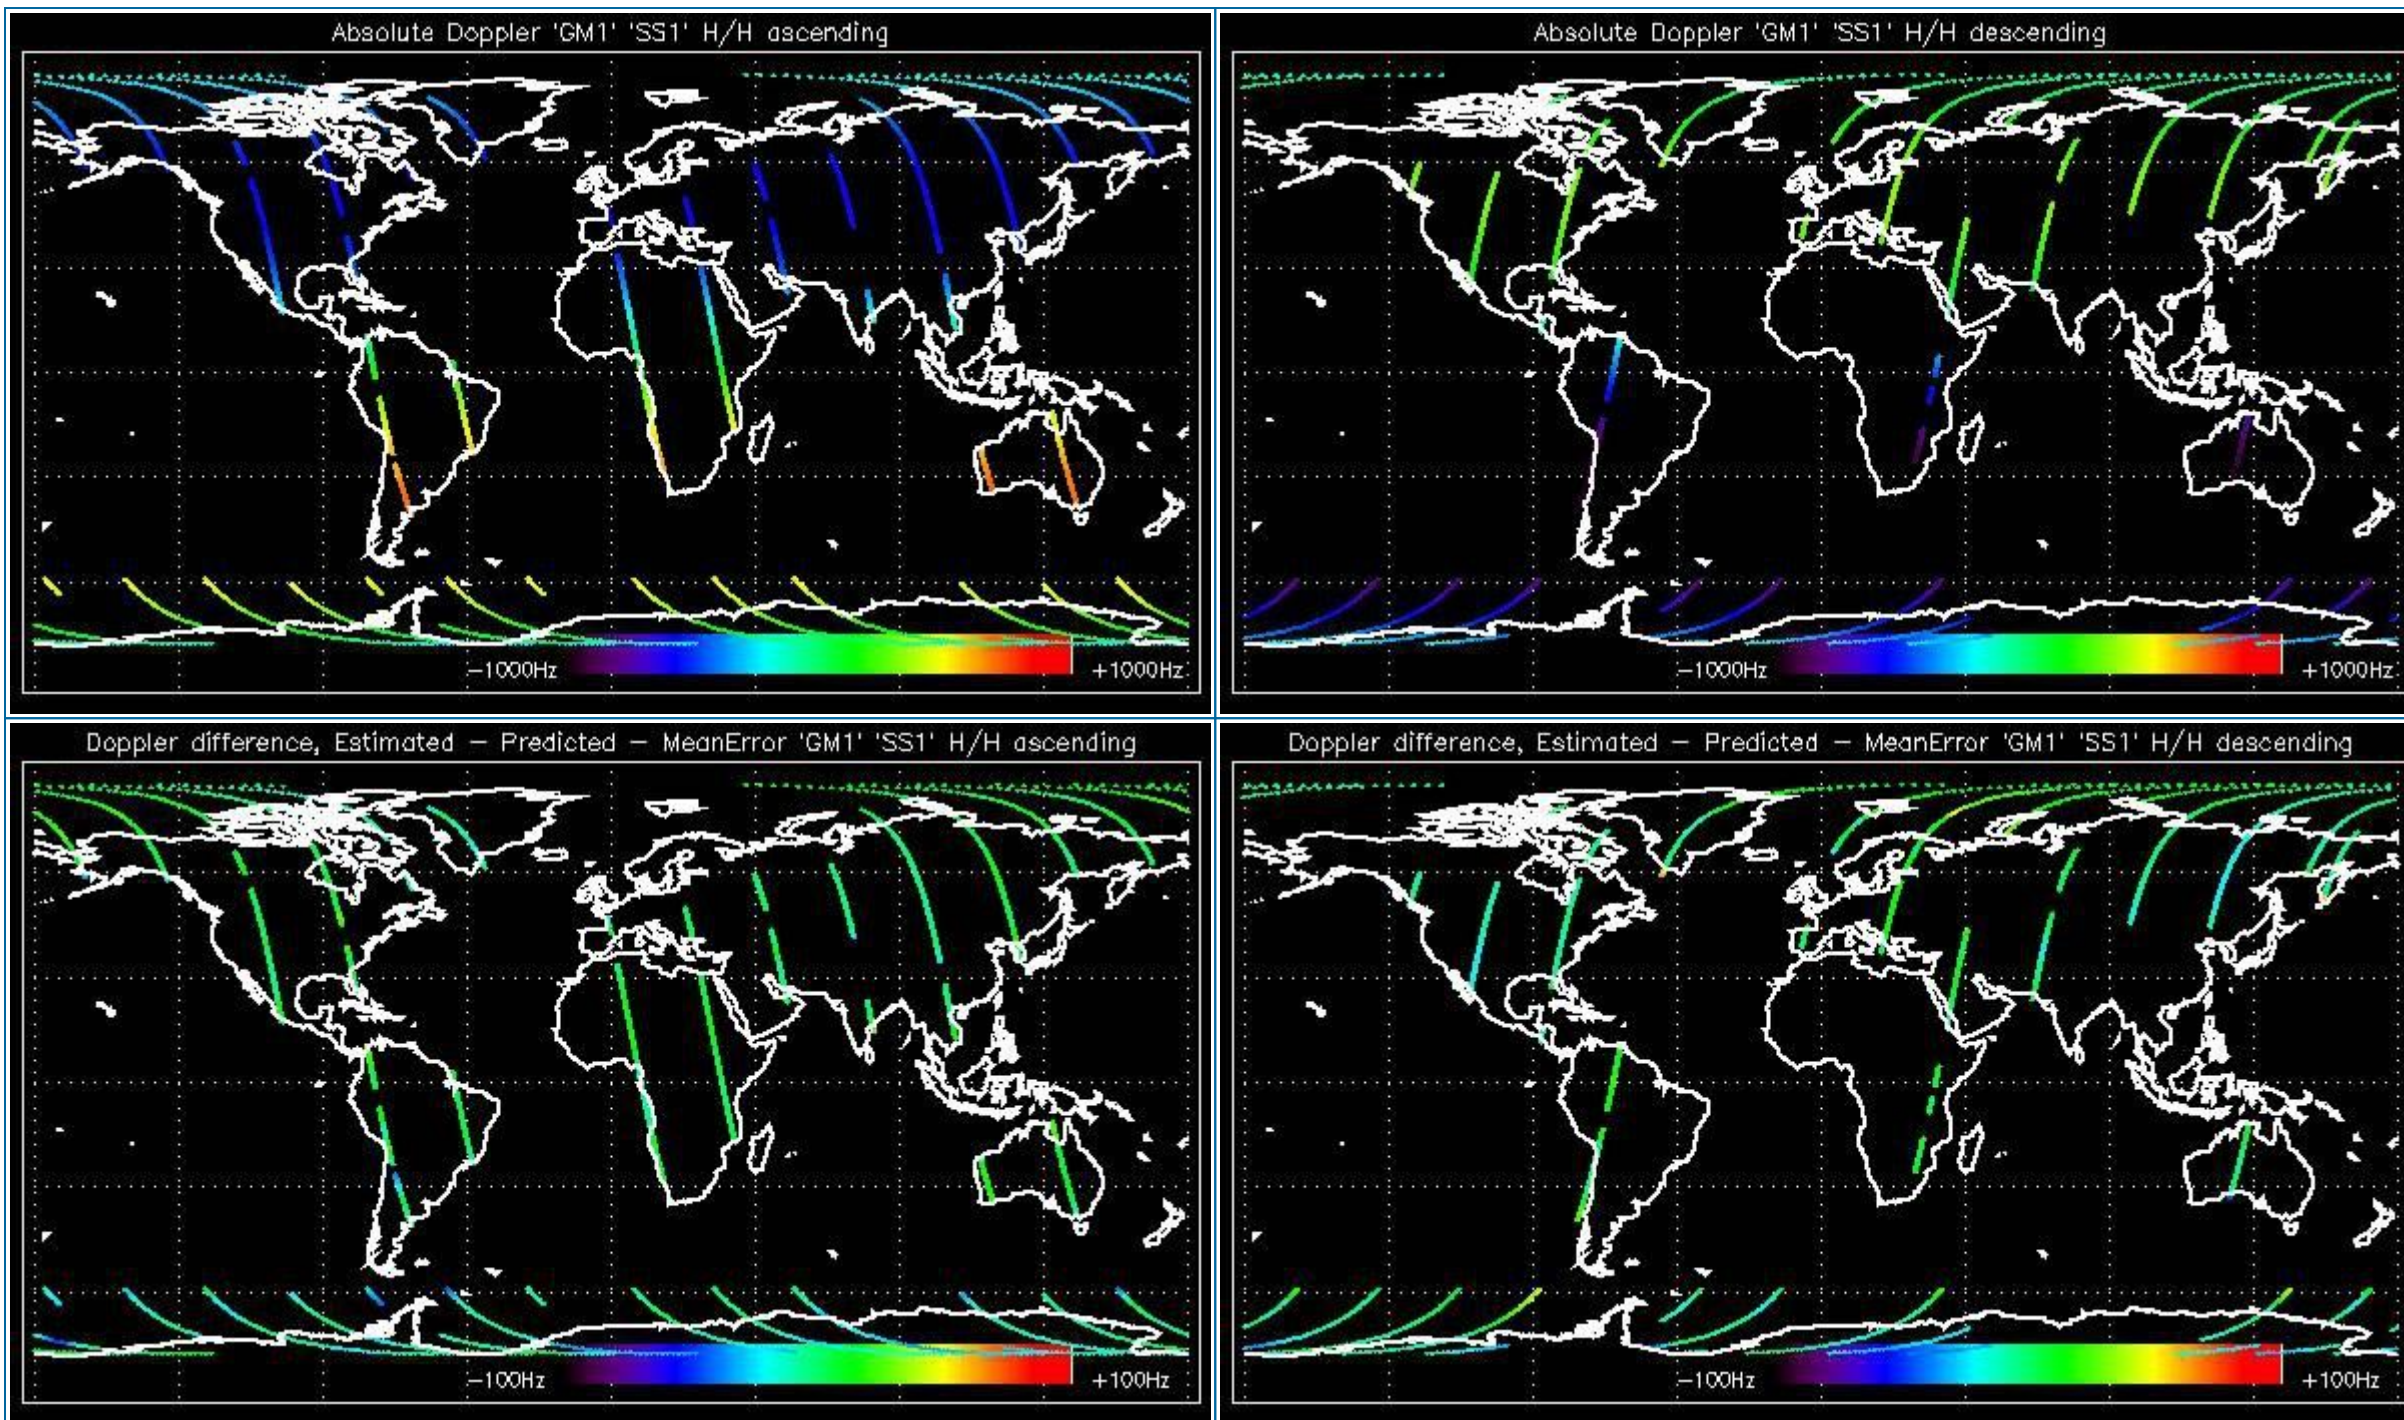 Absolute Doppler 'GM1' 'SS1' H/H ascending
-1000Hz
+1000Hz
Absolute Doppler 'GM1' 'SS1' H/H descending
-1000Hz
+1000Hz
Doppler difference, Estimated - Predicted - MeanError 'GM1' 'SS1' H/H ascending
-100Hz
+100Hz
Doppler difference, Estimated - Predicted - MeanError 'GM1' 'SS1' H/H descending
-100Hz
+100Hz